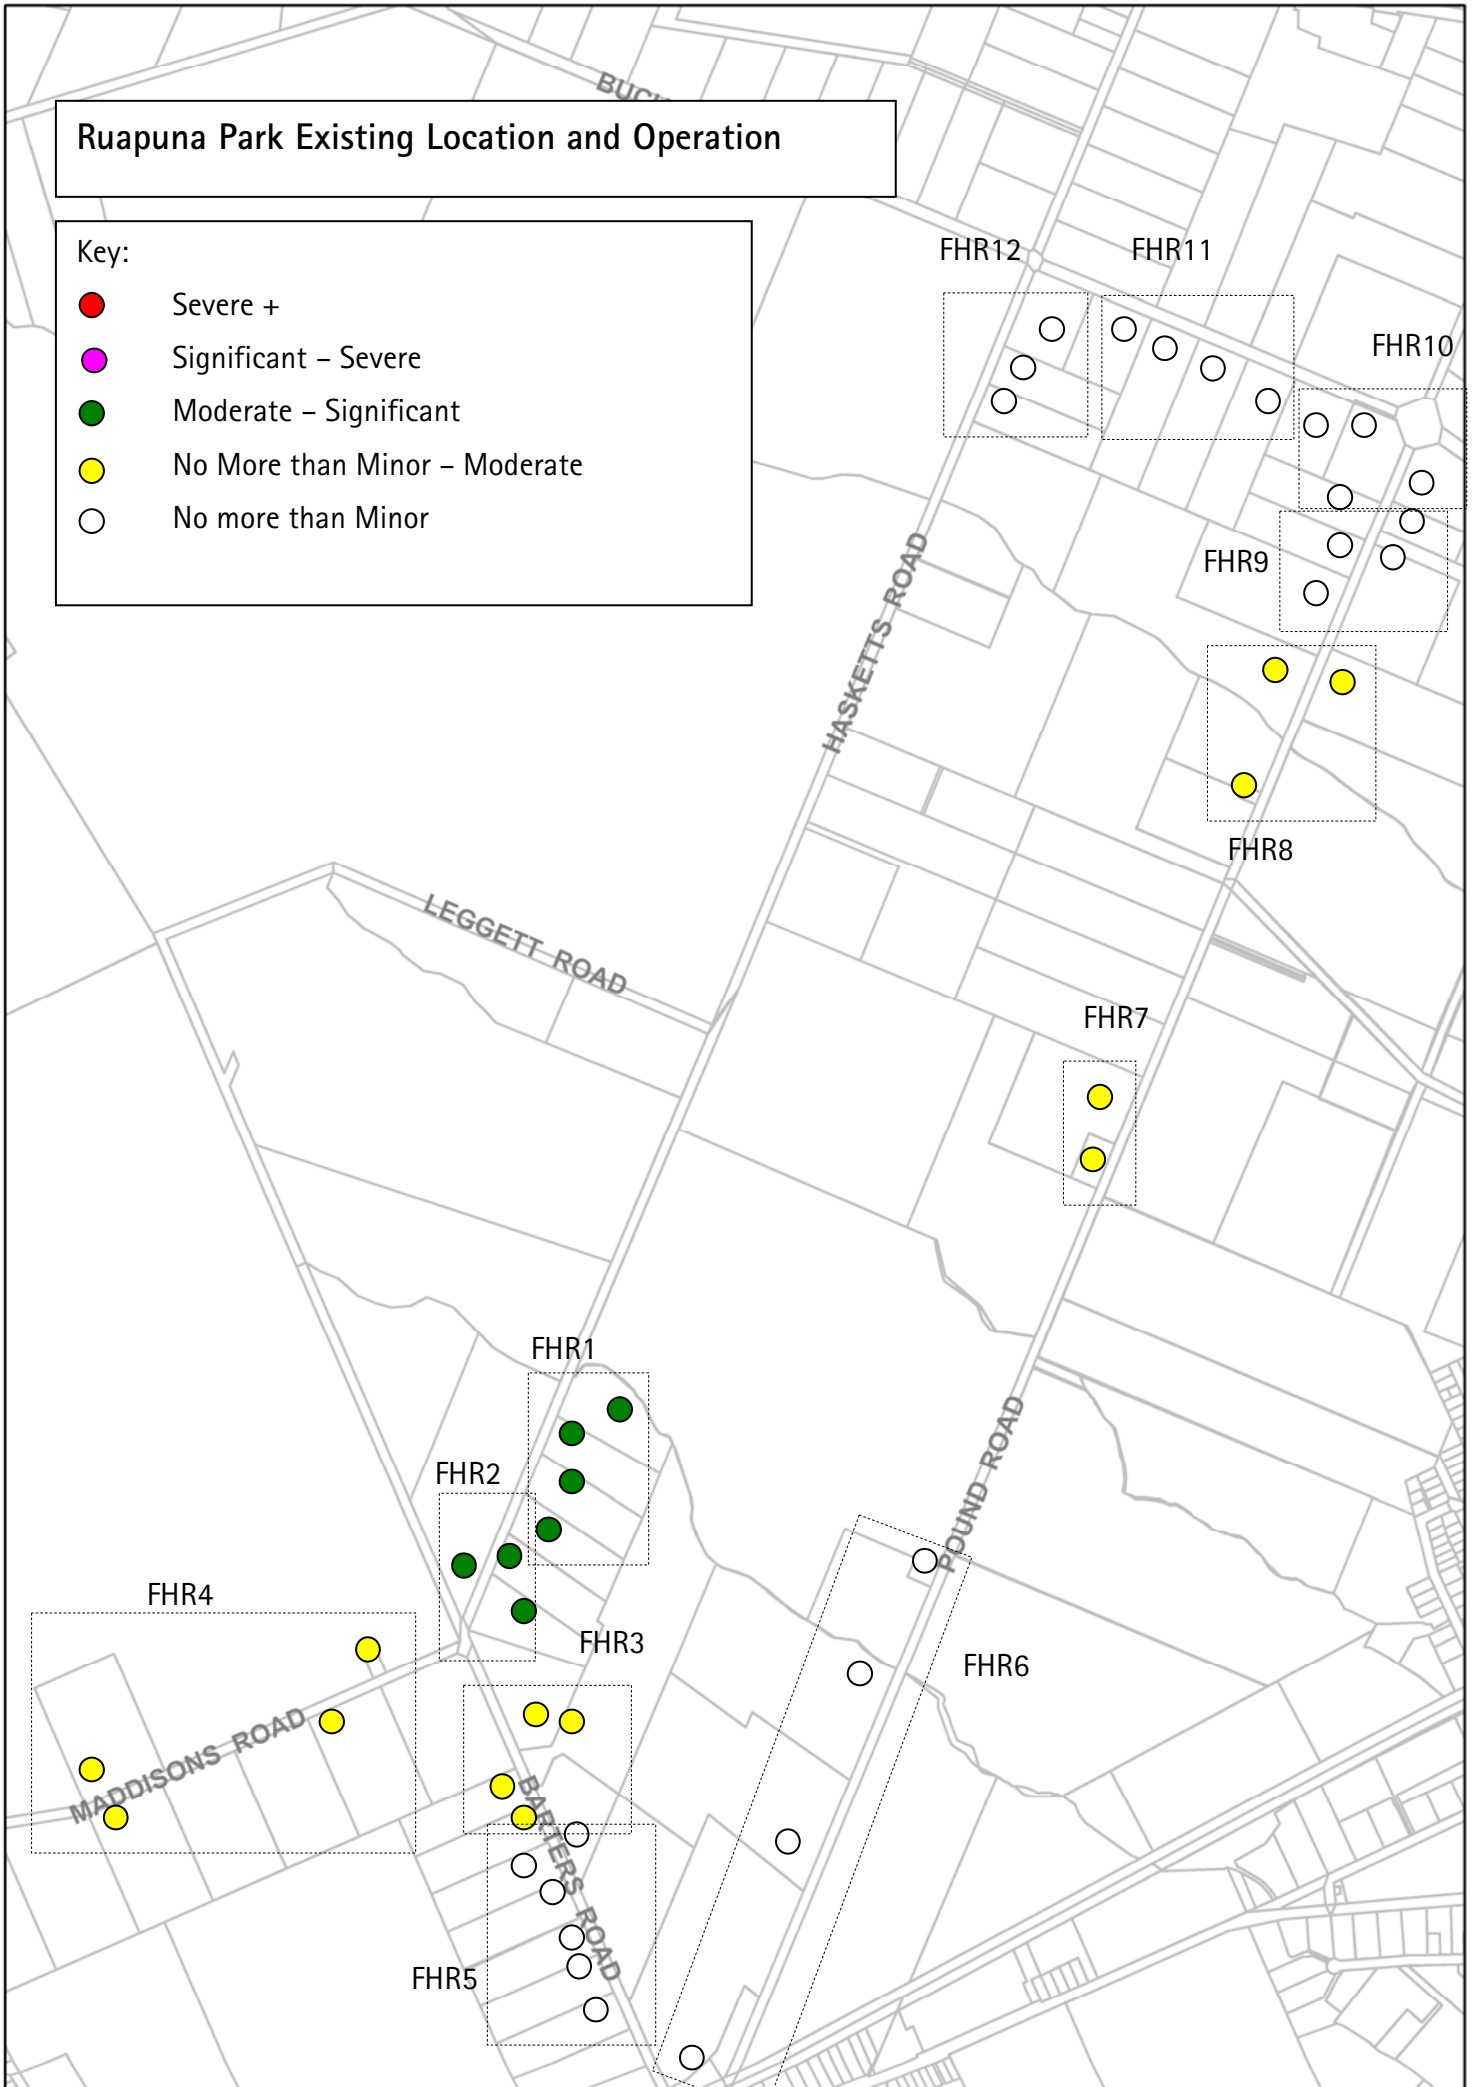 BUC
Ruapuna Park Existing Location and Operation
Key:
Severe +
Significant – Severe
Moderate – Significant
No More than Minor – Moderate
No more than Minor
FHR12
FHR11
FHR10
FHR9
HASKETTS ROAD
FHR8
LEGGETT ROAD
FHR7
FHR1
FHR2
POUND ROAD
FHR4
FHR3
FHR6
MADDISONS ROAD
BARTERS ROAD
FHR5